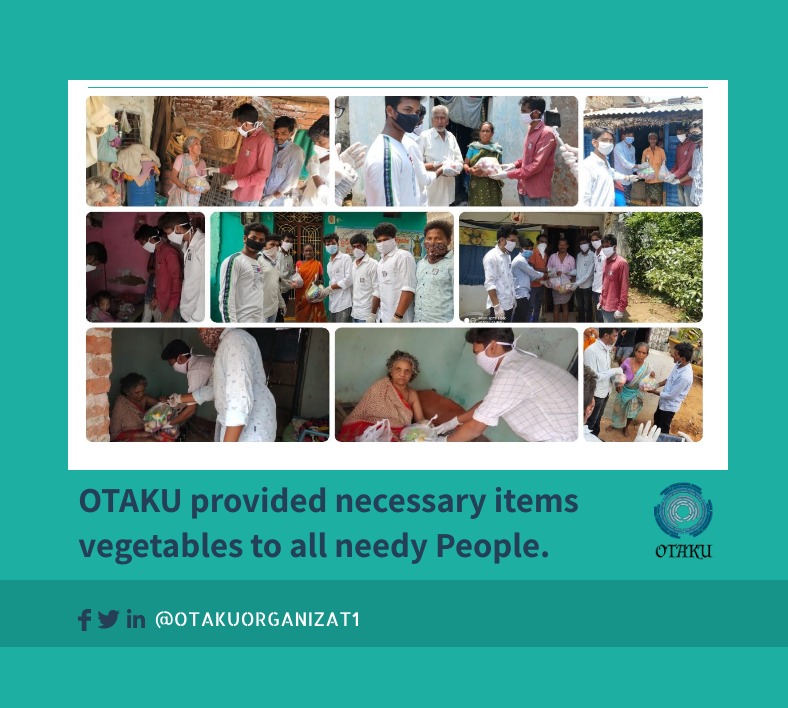 OTAKU provided necessary items
vegetables to all needy People.
OTAKU
@OTAKUORGANIZAT1